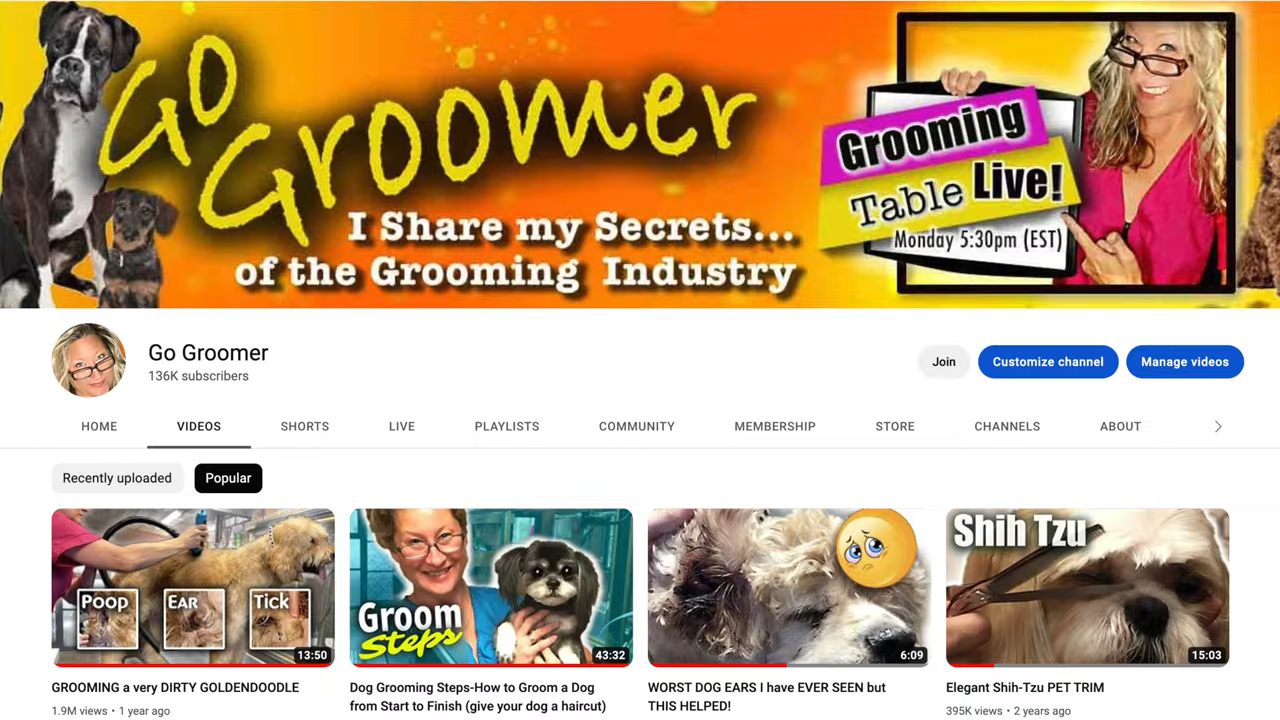 Go
Groomer
I Share my Secrets...
of the Grooming Industry
Grooming
Table Live!
Monday 5:30pm (EST)
Go Groomer
136K subscribers
Join
Customize channel
Manage videos
HOME
VIDEOS
SHORTS
LIVE
PLAYLISTS
COMMUNITY
MEMBERSHIP
STORE
CHANNELS
ABOUT
Recently uploaded
Popular
Poop
Ear
Tick
13:50
Groom
Steps
43:32
6:09
Shih Tzu
15:03
GROOMING a very DIRTY GOLDENDOODLE
1.9M views • 1 year ago
Dog Grooming Steps-How to Groom a Dog
from Start to Finish (give your dog a haircut)
WORST DOG EARS I have EVER SEEN but
THIS HELPED!
Elegant Shih-Tzu PET TRIM
395K views • 2 years ago